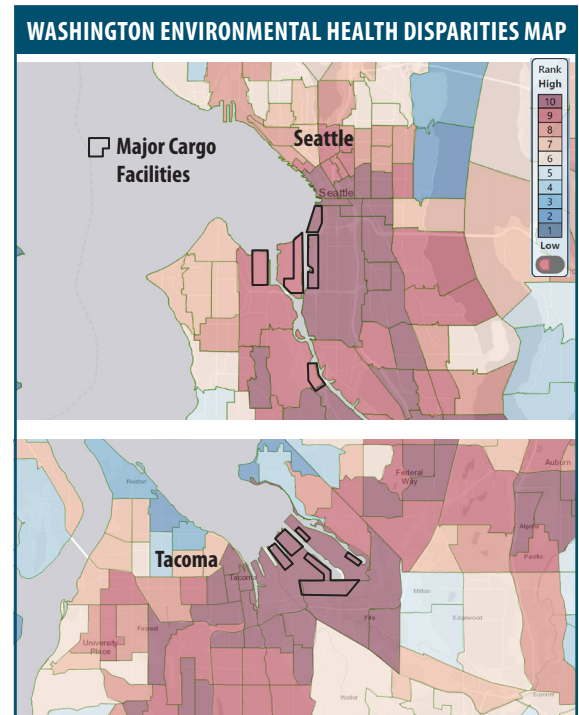 WASHINGTON ENVIRONMENTAL HEALTH DISPARITIES MAP
Rank
High
10
9
8
7
6
5
4
3
2
1
Low
Major Cargo
Facilities
Seattle
Seattle
Ruston
Federal
Way
Auburn
Algona
Pacific
Tacoma
Tacoma
Milton
Fife
Edgewood
Fircrest
University
Place
Waller
Sumner